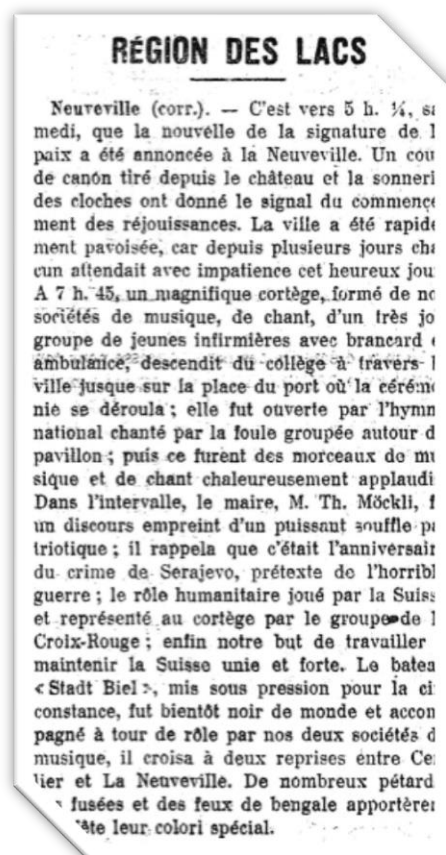 RÉGION DES LACS
Neuveville (corr.). — C'est vers 5 h. ¼, sa
medi, que la nouvelle de la signature de l
paix a été annoncée à la Neuveville. Un cou
de canon tiré depuis le château et la sonneri
des cloches ont donné le signal du commence
ment des réjouissances. La ville a été rapide
ment pavoisée, car depuis plusieurs jours cha
cun attendait avec impatience cet heureux jou
A 7 h. 45, un magnifique cortège, formé de no
sociétés de musique, de chant, d'un très jo
groupe de jeunes infirmières avec brancard e
ambulance, descendit du collège à travers l
ville jusque sur la place du port où la cérémo
nie se déroula ; elle fut ouverte par l'hymn
national chanté par la foule groupée autour d
pavillon ; puis ce furent des morceaux de mu
sique et de chant chaleureusement applaudi
Dans l'intervalle, le maire, M. Th. Möckli, f
un discours empreint d'un puissant souffle pa
triotique ; il rappela que c'était l'anniversair
du crime de Serajevo, prétexte de l'horribl
guerre ; le rôle humanitaire joué par la Suiss
et représenté au cortège par le groupe de l
Croix-Rouge ; enfin notre but de travailler
maintenir la Suisse unie et forte. Le batea
« Stadt Biel », mis sous pression pour la ci
constance, fut bientôt noir de monde et accom
pagné à tour de rôle par nos deux sociétés d
musique, il croisa à deux reprises entre Ce
lier et La Neuveville. De nombreux pétard
fusées et des feux de bengale apportère
ête leur colori spécial.